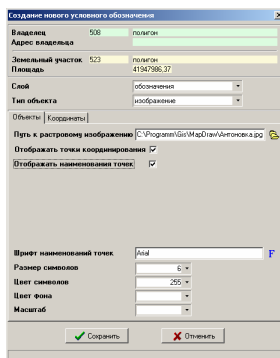 Создание нового условного обозначения
Владелец 508 полигон
Адрес владельца
Земельный участок 523 полигон
Площадь 41947986,37
Слой обозначения
Тип объекта изображение
Объекты Координаты
Путь к растровому изображению C:\Programm\Gis\MapDraw\Антоновка.jpg
Отображать точки координирования
Отображать наименования точек
Шрифт наименований точек Arial F
Размер символов 6
Цвет символов 255
Цвет фона
Масштаб
Сохранить Отменить